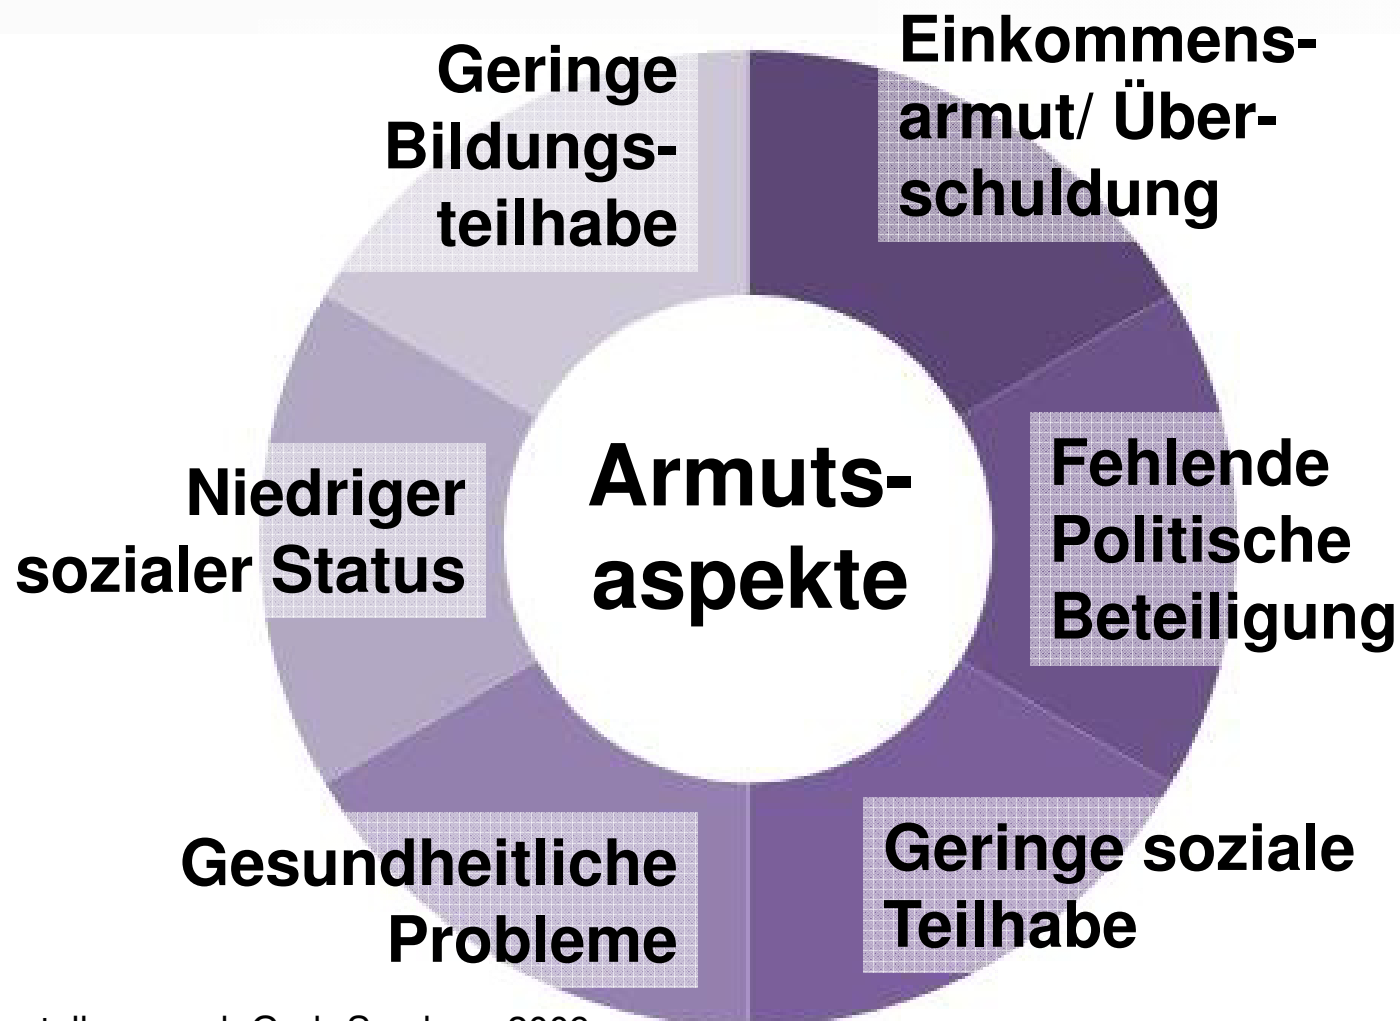 Einkommens-
armut/ Über-
schuldung
Fehlende
Politische
Beteiligung
Geringe soziale
Teilhabe
Gesundheitliche
Probleme
Niedriger
sozialer Status
Geringe
Bildungs-
teilhabe
Armuts-
aspekte